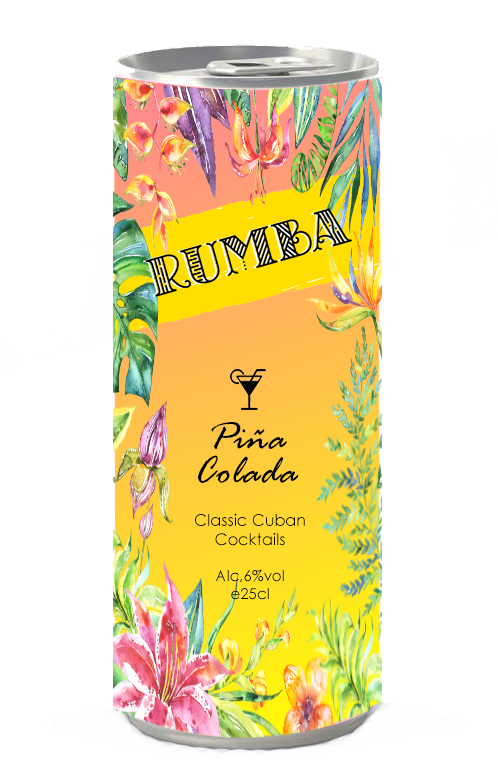 RUMBA
Piña
Colada
Classic Cuban
Cocktails
Alc,6%vol
e25cl